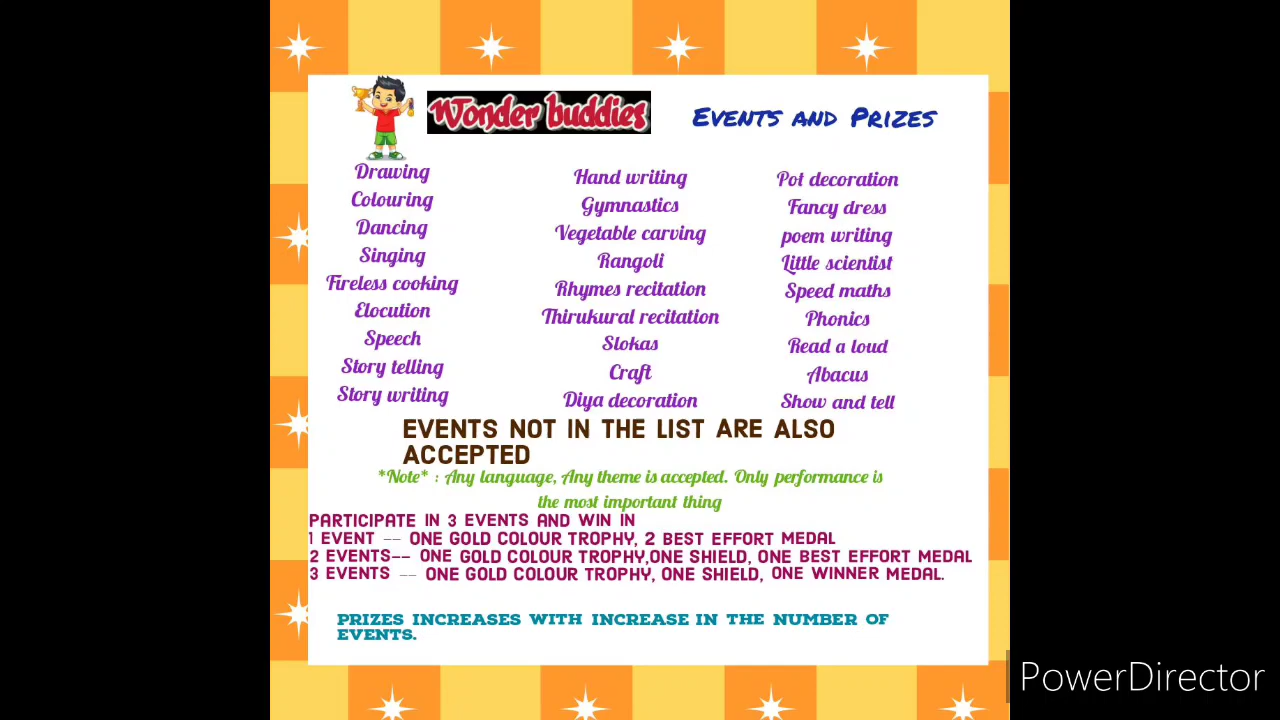 Wonder buddies
Events and Prizes
Drawing
Colouring
Dancing
Singing
Fireless cooking
Elocution
Speech
Story telling
Story writing
Hand writing
Gymnastics
Vegetable carving
Rangoli
Rhymes recitation
Thirukural recitation
Slokas
Craft
Diya decoration
Pot decoration
Fancy dress
poem writing
Little scientist
Speed maths
Phonics
Read a loud
Abacus
Show and tell
EVENTS NOT IN THE LIST ARE ALSO
ACCEPTED
*Note* : Any language, Any theme is accepted. Only performance is
the most important thing
PARTICIPATE IN 3 EVENTS AND WIN IN
1 EVENT -- ONE GOLD COLOUR TROPHY, 2 BEST EFFORT MEDAL
2 EVENTS-- ONE GOLD COLOUR TROPHY,ONE SHIELD, ONE BEST EFFORT MEDAL
3 EVENTS -- ONE GOLD COLOUR TROPHY, ONE SHIELD, ONE WINNER MEDAL.
PRIZES INCREASES WITH INCREASE IN THE NUMBER OF
EVENTS.
PowerDirector